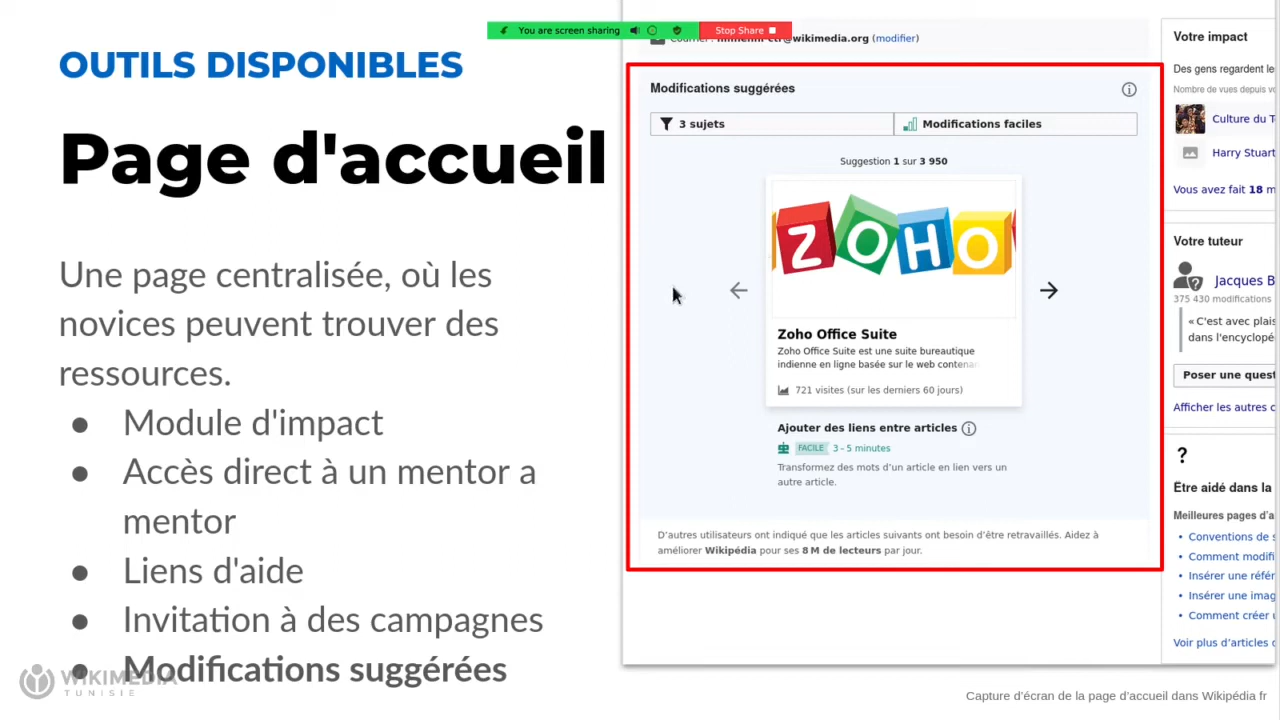 You are screen sharing
Stop Share
OUTILS DISPONIBLES
Page d'accueil
Une page centralisée, où les
novices peuvent trouver des
ressources.
● Module d'impact
● Accès direct à un mentor a
mentor
● Liens d'aide
● Invitation à des campagnes
● Modifications suggérées
WIKIMEDIA
TUNISIE
@wikimedia.org (modifier)
Modifications suggérées
3 sujets
Modifications faciles
Suggestion 1 sur 3 950
ZOHO
Zoho Office Suite
Zoho Office Suite est une suite bureautique
indienne en ligne basée sur le web contenan
721 visites (sur les derniers 60 jours)
Ajouter des liens entre articles
FACILE 3 - 5 minutes
Transformez des mots d’un article en lien vers un
autre article.
D’autres utilisateurs ont indiqué que les articles suivants ont besoin d’être retravaillés. Aidez à
améliorer Wikipédia pour ses 8 M de lecteurs par jour.
Votre impact
Des gens regardent le
Nombre de vues depuis
Culture du T
Harry Stuart
Vous avez fait 18 m
Votre tuteur
Jacques B
375 430 modifications
« C'est avec plais
dans l'encyclopé
Poser une quest
Afficher les autres
?
Être aidé dans la
Meilleures pages d'a
• Conventions de s
• Comment modifi
• Insérer une référ
• Insérer une imag
• Comment créer
Voir plus d’articles
Capture d’écran de la page d’accueil dans Wikipédia fr